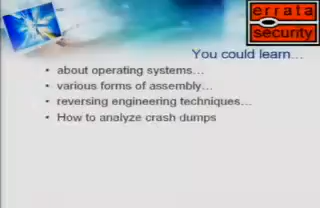 errata
security
You could learn...
• about operating systems...
• various forms of assembly...
• reversing engineering techniques...
• How to analyze crash dumps